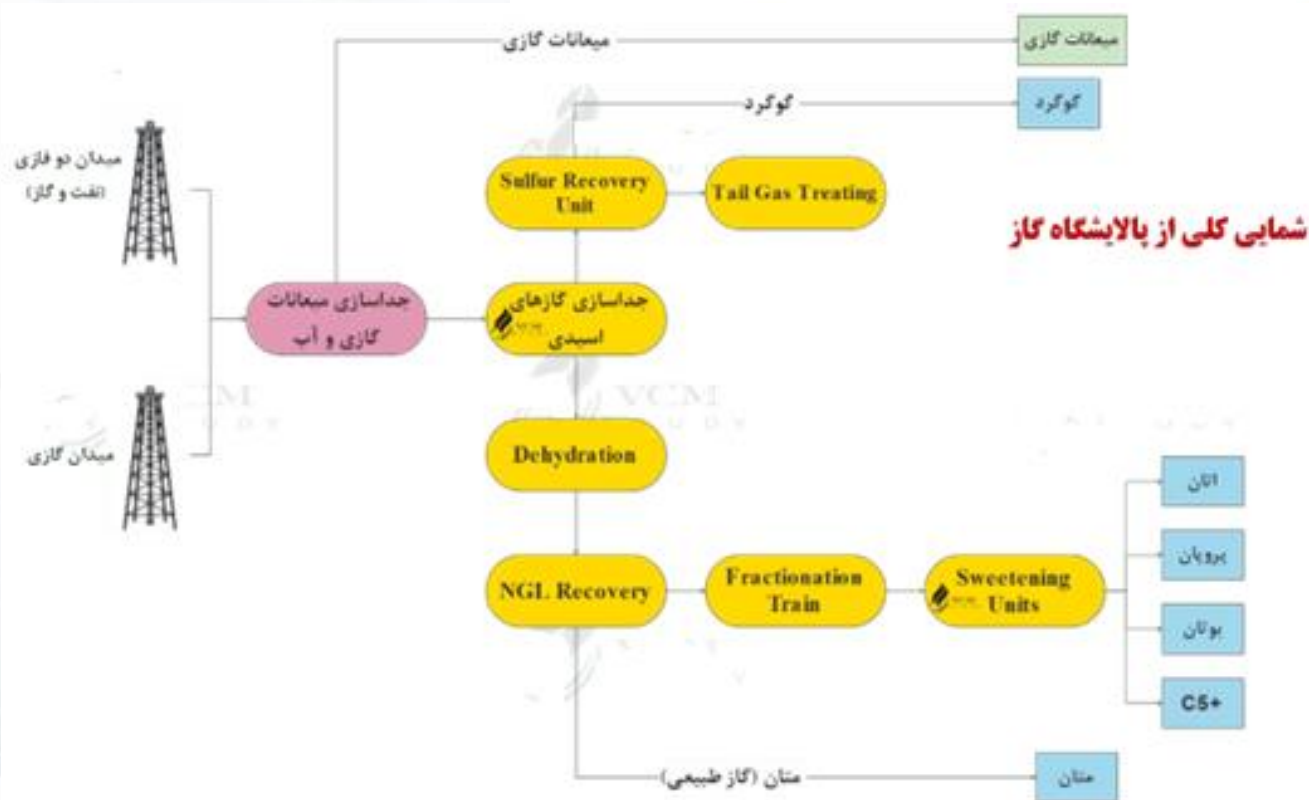 میعانات گازی
میعانات گازی
گوگرد
گوگرد
میدان دو فازی
(نفت و گاز)
Sulfur Recovery
Unit
Tail Gas Treating
شمایی کلی از پالایشگاه گاز
جداسازی میعانات
گازی و آب
جداسازی گازهای
اسیدی
VCM
VCM
میدان گازی
Dehydration
اتان
پروپان
NGL Recovery
Fractionation
Train
Sweetening
Units
بوتان
C5+
متان (گاز طبیعی)
متان